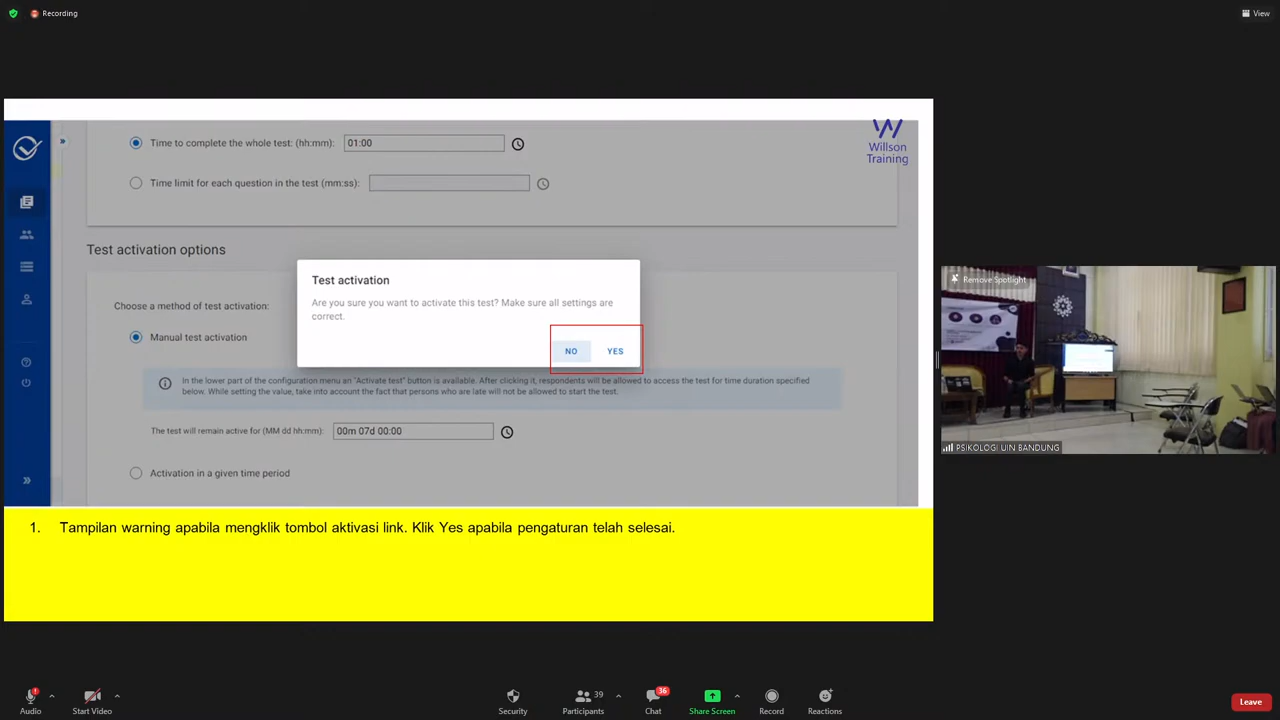 Recording
View
Time to complete the whole test: (hh:mm):
01:00
Time limit for each question in the test (mm:ss):
Willson
Training
Test activation options
Choose a method of test activation:
Manual test activation
Test activation
Are you sure you want to activate this test? Make sure all settings are
correct.
NO
YES
In the lower part of the configuration menu an "Activate test" button is available. After clicking it, respondents will be allowed to access the test for time duration specified
below. While setting the value, take into account the fact that persons who are late will not be allowed to start the test.
The test will remain active for (MM dd hh:mm):
00m 07d 00:00
Activation in a given time period
1. Tampilan warning apabila mengklik tombol aktivasi link. Klik Yes apabila pengaturan telah selesai.
Remove Spotlight
PSIKOLOGI UIN BANDUNG
Audio
Start Video
Security
Participants
39
Chat
36
Share Screen
Record
Reactions
Leave